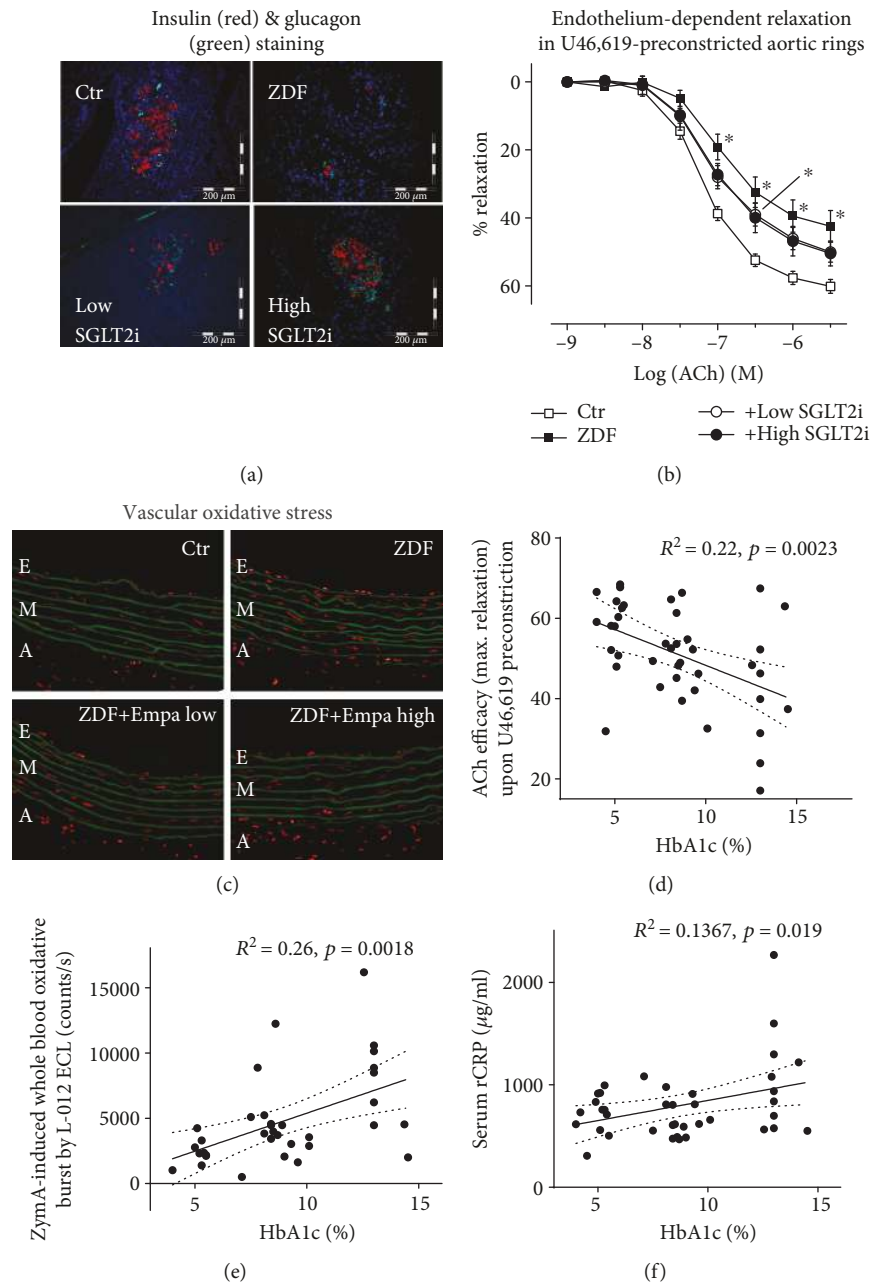 Insulin (red) & glucagon
(green) staining
Ctr
ZDF
200 μm
200 μm
Low
SGLT2i
High
SGLT2i
200 μm
200 μm
(a)
Endothelium-dependent relaxation
in U46,619-preconstricted aortic rings
% relaxation
0
20
40
60
*
*
*
*
*
–9
–8
–7
–6
Log (ACh) (M)
Ctr
ZDF
+Low SGLT2i
+High SGLT2i
(b)
Vascular oxidative stress
Ctr
E
M
A
ZDF
E
M
A
ZDF+Empa low
E
M
A
ZDF+Empa high
E
M
A
(c)
ACh efficacy (max. relaxation)
upon U46,619 preconstriction
80
60
40
20
R² = 0.22, p = 0.0023
5
10
15
HbA1c (%)
(d)
ZymA-induced whole blood oxidative
burst by L-012 ECL (counts/s)
15000
10000
5000
0
R² = 0.26, p = 0.0018
5
10
15
HbA1c (%)
(e)
Serum rCRP (μg/ml)
2000
1000
0
R² = 0.1367, p = 0.019
5
10
15
HbA1c (%)
(f)